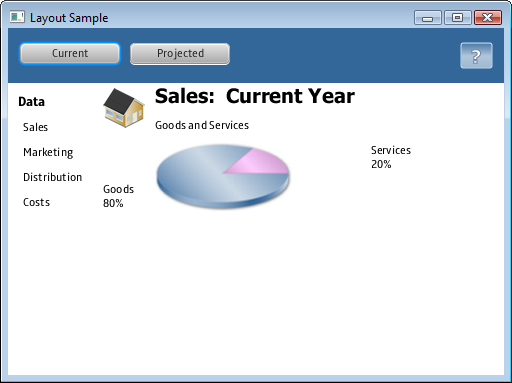 Layout Sample
Current
Projected
?
Data
Sales
Marketing
Distribution
Costs
Sales:  Current Year
Goods and Services
Goods
80%
Services
20%